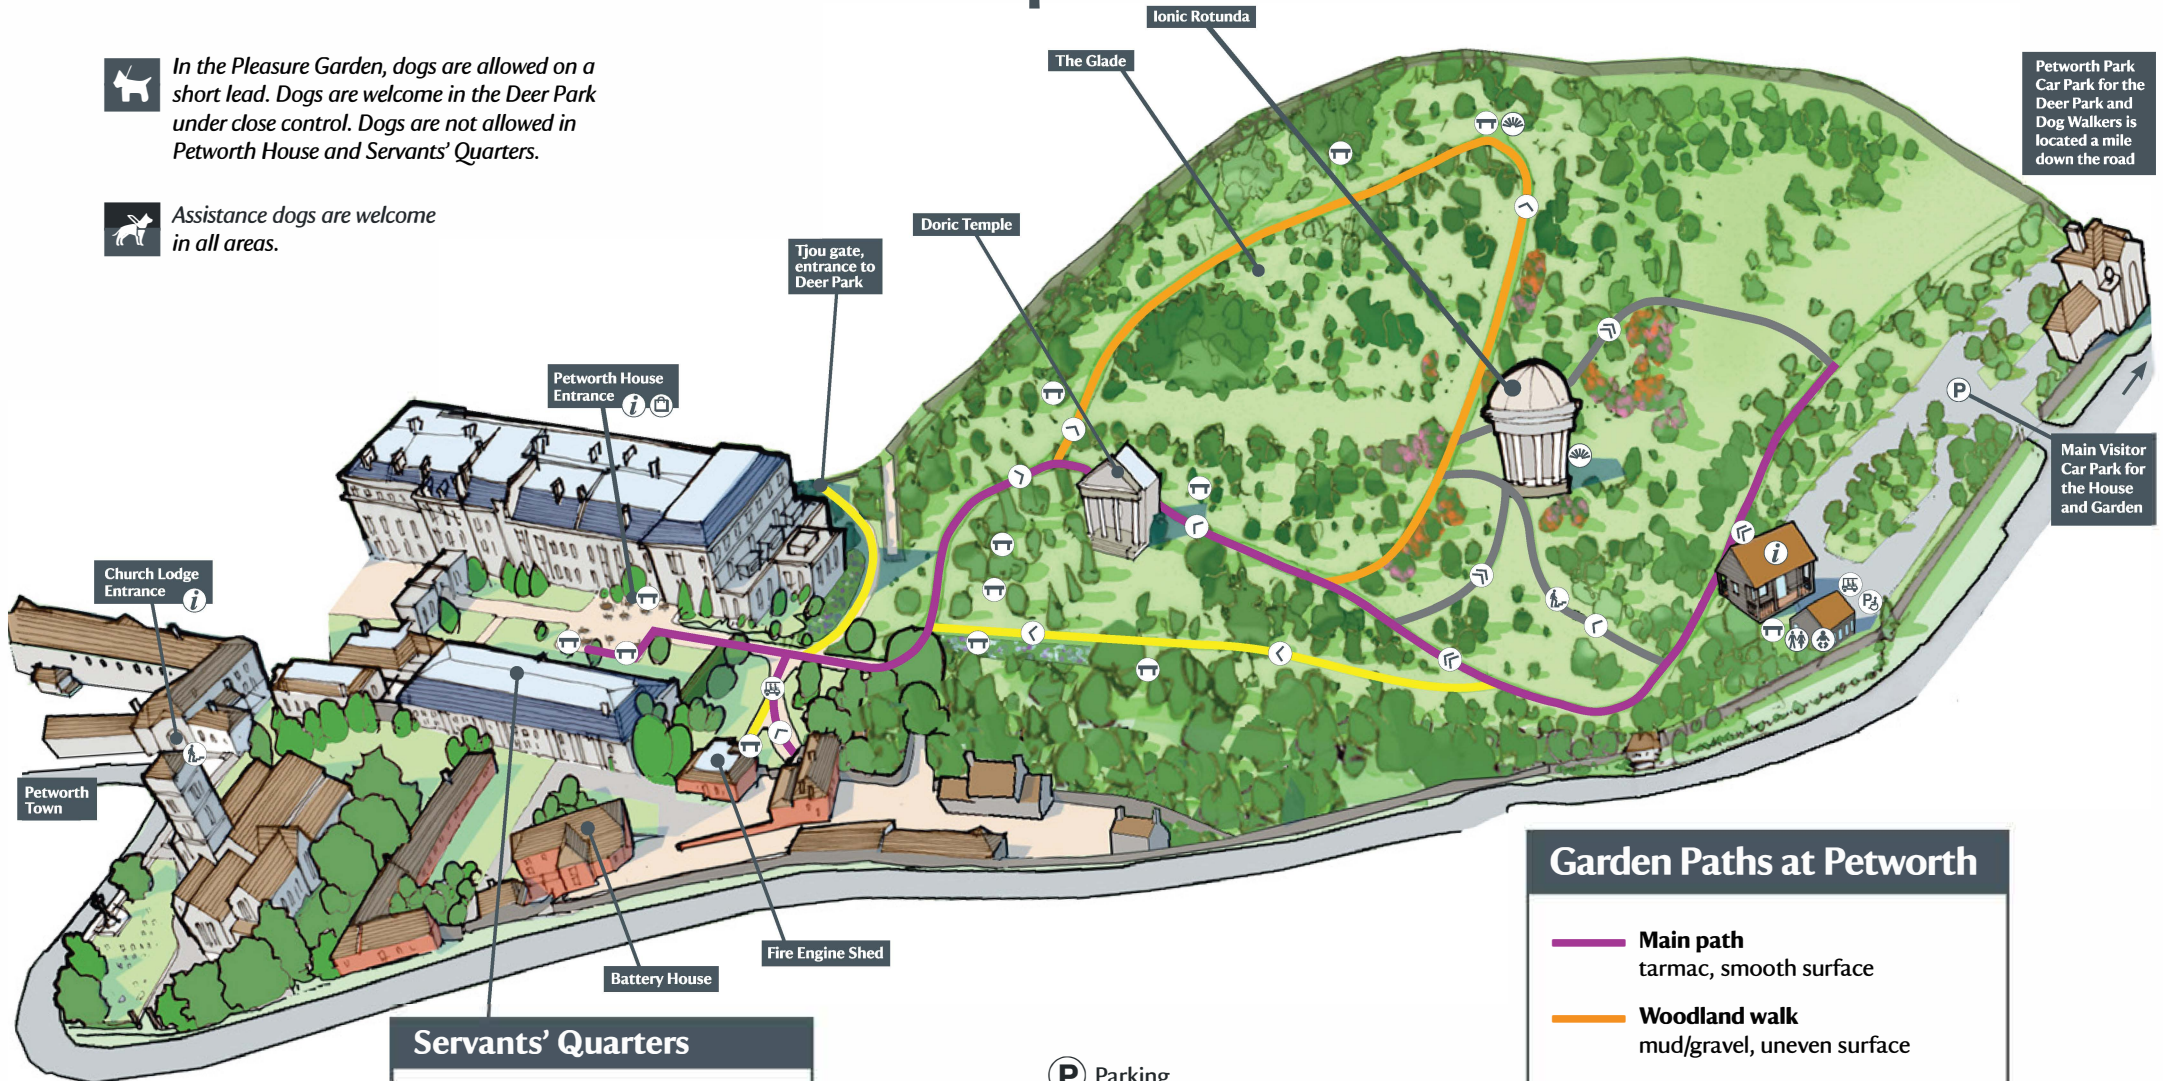 Ionic Rotunda
The Glade
In the Pleasure Garden, dogs are allowed on a
short lead. Dogs are welcome in the Deer Park
under close control. Dogs are not allowed in
Petworth House and Servants’ Quarters.
Petworth Park
Car Park for the
Deer Park and
Dog Walkers is
located a mile
down the road
Assistance dogs are welcome
in all areas.
Doric Temple
Tjou gate,
entrance to
Deer Park
Petworth House
Entrance i
P
Main Visitor
Car Park for
the House
and Garden
i
P
Church Lodge
Entrance i
Petworth
Town
Fire Engine Shed
Battery House
Servants’ Quarters
P Parking
Garden Paths at Petworth
Main path
tarmac, smooth surface
Woodland walk
mud/gravel, uneven surface